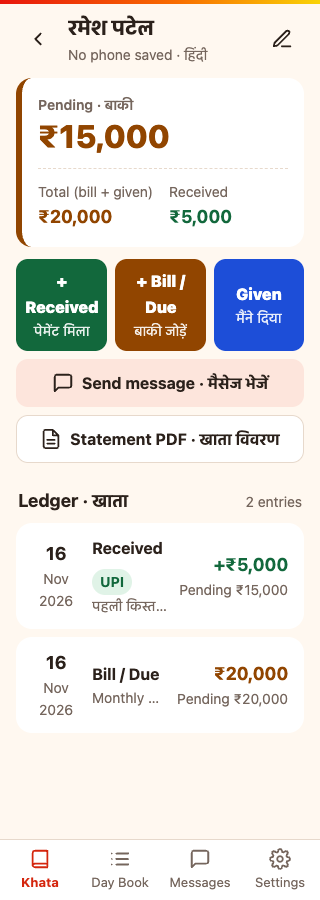 रमेश पटेल
No phone saved · हिंदी
Pending · बाकी
₹15,000
Total (bill + given)
Received
₹20,000
₹5,000
+
Received
पेमेंट मिला
+ Bill /
Due
बाकी जोड़ें
Given
मैंने दिया
Send message · मैसेज भेजें
Statement PDF · खाता विवरण
Ledger · खाता
2 entries
16
Nov
2026
Received
UPI
पहली किस्त…
+₹5,000
Pending ₹15,000
16
Nov
2026
Bill / Due
Monthly …
₹20,000
Pending ₹20,000
Khata
Day Book
Messages
Settings